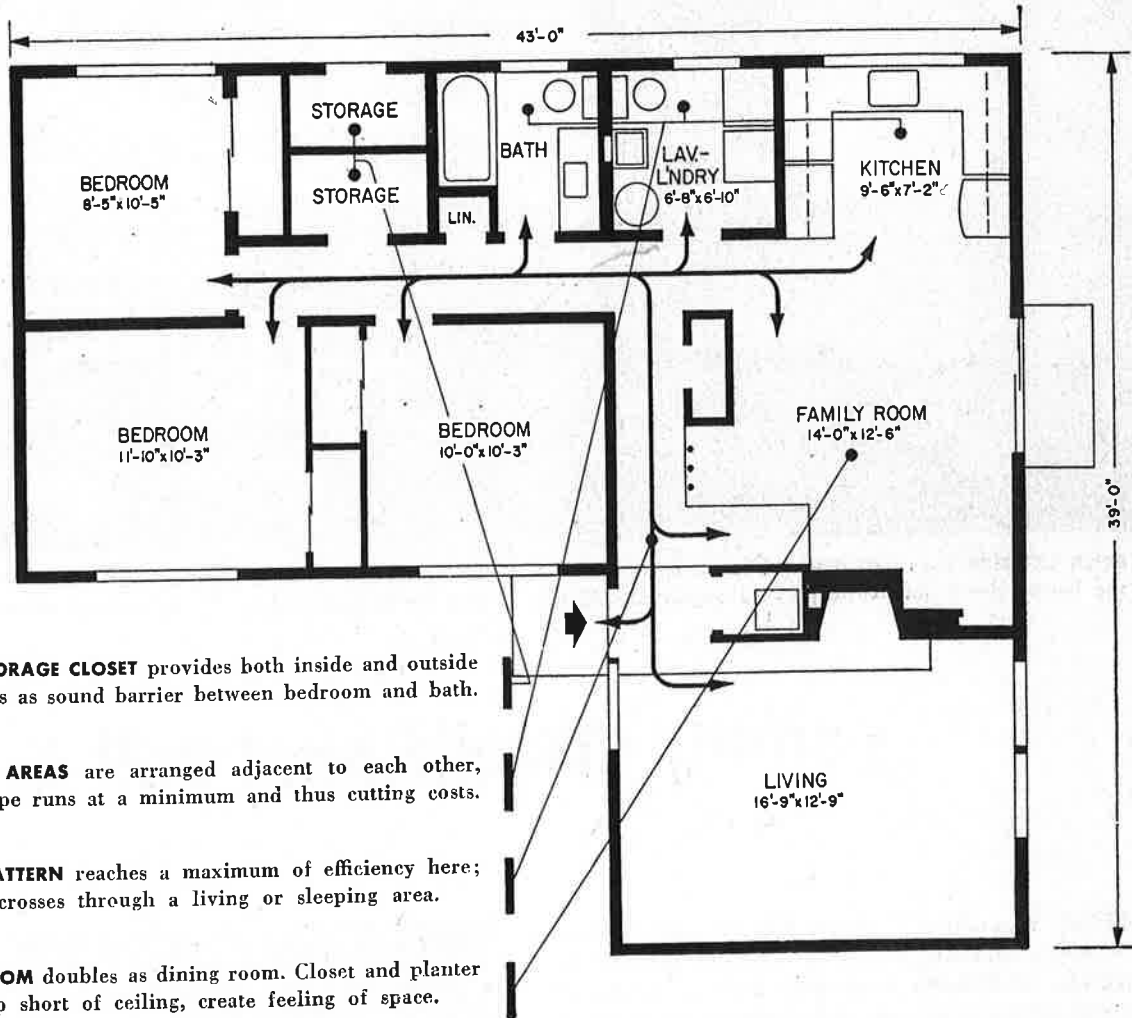 43'-0"
STORAGE
BEDROOM
8'-5"x10'-5"
STORAGE
LIN.
BATH
LAV.-
L'NDRY
6'-8"x6'-10"
KITCHEN
9'-6"x7'-2"
BEDROOM
11'-10"x10'-3"
BEDROOM
10'-0"x10'-3"
FAMILY ROOM
14'-0"x12'-6"
39'-0"
LIVING
16'-9"x12'-9"
ORAGE CLOSET provides both inside and outside
s as sound barrier between bedroom and bath.
AREAS are arranged adjacent to each other,
pe runs at a minimum and thus cutting costs.
ATTERN reaches a maximum of efficiency here;
crosses through a living or sleeping area.
OM doubles as dining room. Closet and planter
p short of ceiling, create feeling of space.